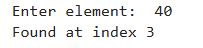 Enter element:  40
Found at index 3